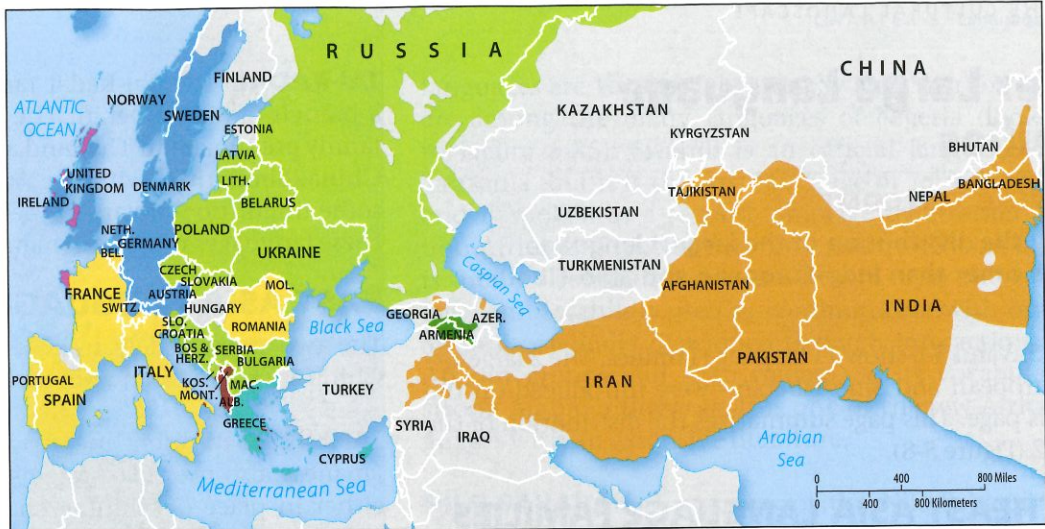 RUSSIA
CHINA
FINLAND
NORWAY
SWEDEN
ATLANTIC
OCEAN
ESTONIA
LATVIA
LITH.
KAZAKHSTAN
KYRGYZSTAN
BHUTAN
UNITED
KINGDOM
DENMARK
IRELAND
BELARUS
TAJIKISTAN
NEPAL
BANGLADESH
NETH.
GERMANY
POLAND
BEL.
UKRAINE
UZBEKISTAN
CZECH
SLOVAKIA
TURKMENISTAN
Caspian Sea
FRANCE
AUSTRIA
MOL.
AFGHANISTAN
INDIA
SWITZ.
HUNGARY
SLO.
CROATIA
ROMANIA
Black Sea
GEORGIA
AZER.
ARMENIA
BOS &
HERZ.
SERBIA
BULGARIA
ITALY
PAKISTAN
PORTUGAL
SPAIN
KOS.
MONT.
MAC.
ALB.
TURKEY
IRAN
GREECE
SYRIA
IRAQ
CYPRUS
Arabian
Sea
Mediterranean Sea
0 400 800 Miles
0 400 800 Kilometers